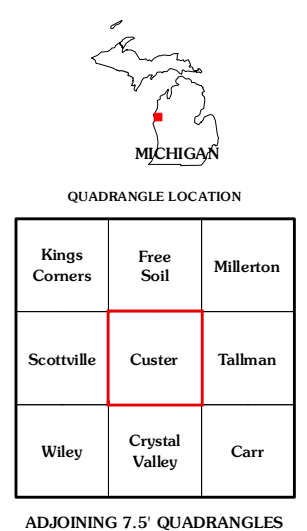 MICHIGAN
QUADRANGLE LOCATION
Kings
Corners
Free
Soil
Millerton
Scottville
Custer
Tallman
Wiley
Crystal
Valley
Carr
ADJOINING 7.5' QUADRANGLES